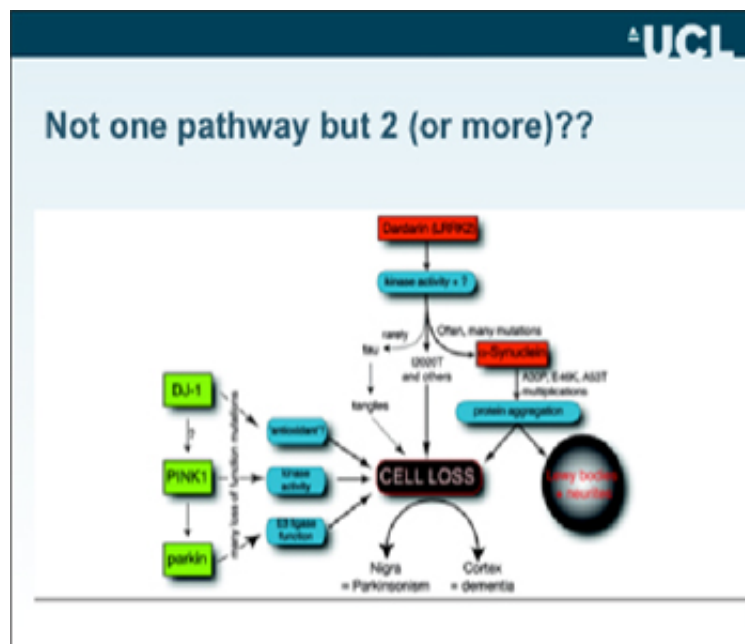 UCL
Not one pathway but 2 (or more)??
Dardarin (LRRK2)
kinase activity + ?
rarely
Often, many mutations
tau
I2020T
and others
α-Synuclein
A30P, E46K, A53T
multiplications
tangles
protein aggregation
DJ-1
?
PINK1
parkin
many loss of function mutations
antioxidant?
kinase
activity
E3 ligase
function
CELL LOSS
Lewy bodies
+ neurites
Nigra
= Parkinsonism
Cortex
= dementia